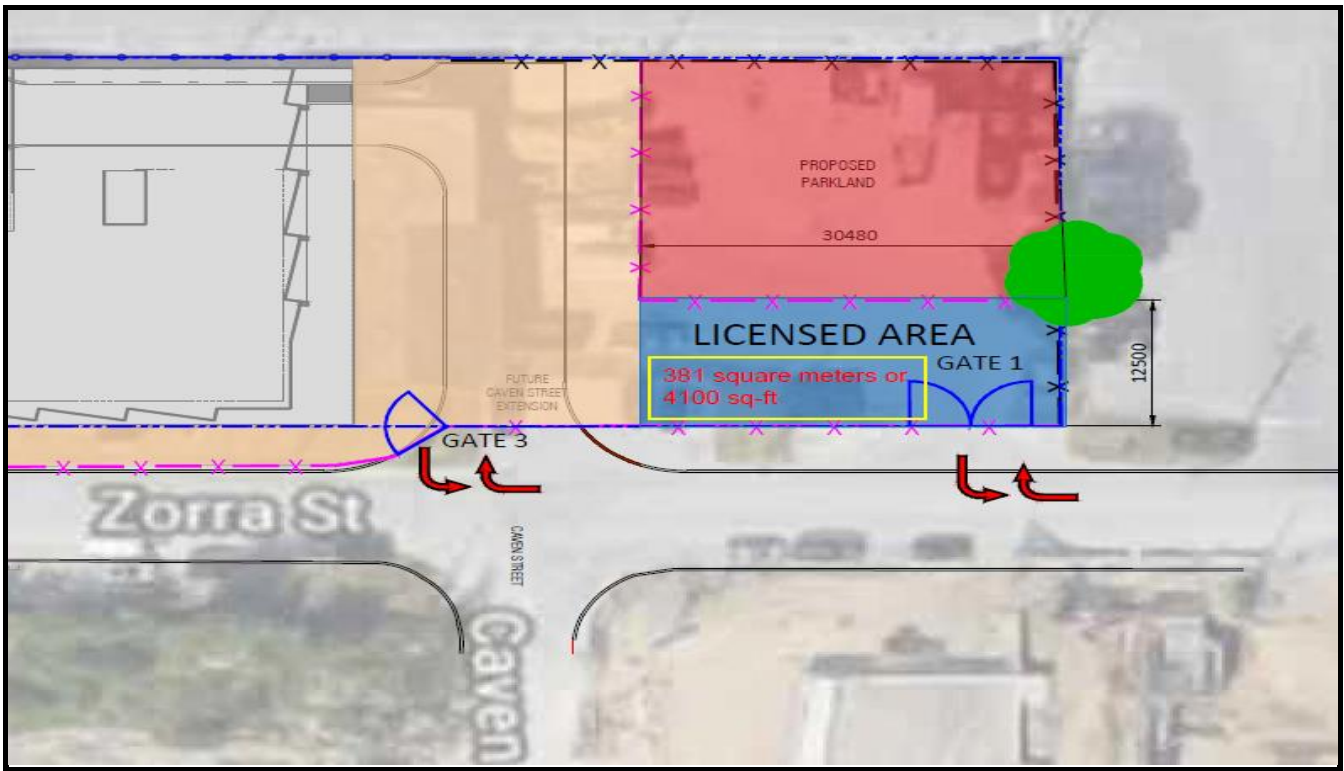 PROPOSED
PARKLAND
30480
LICENSED AREA
GATE 1
12500
381 square meters or
4100 sq-ft
FUTURE
CAVEN STREET
EXTENSION
GATE 3
Zorra St
CAVEN STREET
Caven